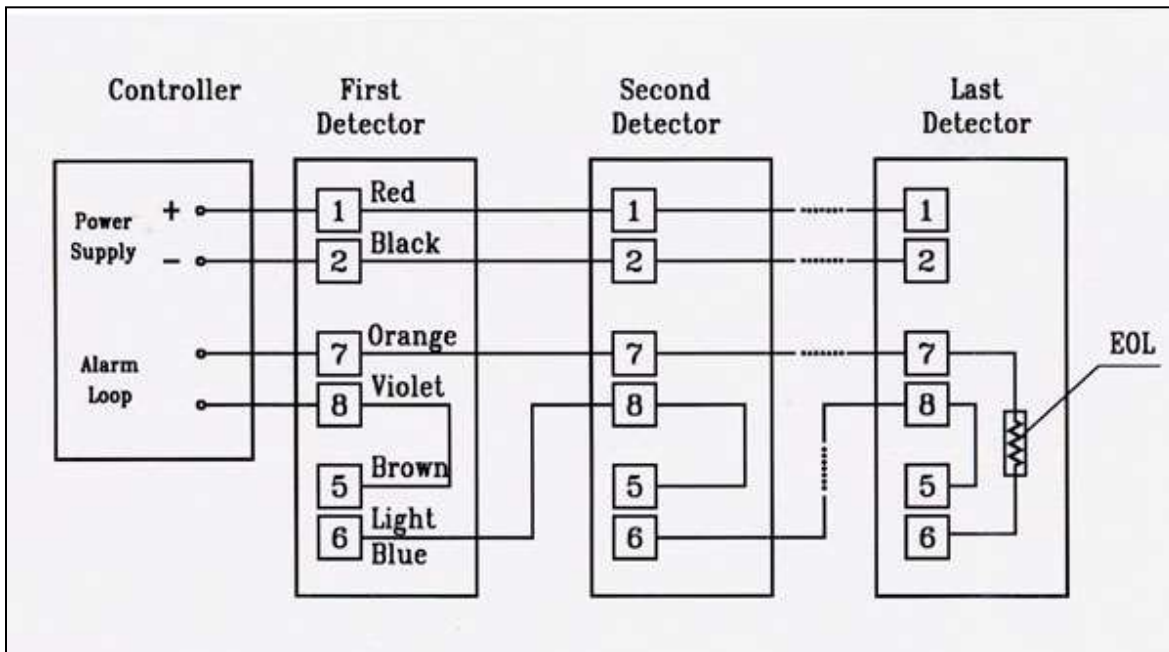 Controller
First
Detector
Second
Detector
Last
Detector
Power
Supply
+
−
Alarm
Loop
1 Red
2 Black
7 Orange
8 Violet
5 Brown
6 Light
Blue
1
2
7
8
5
6
1
2
7
8
5
6
EOL